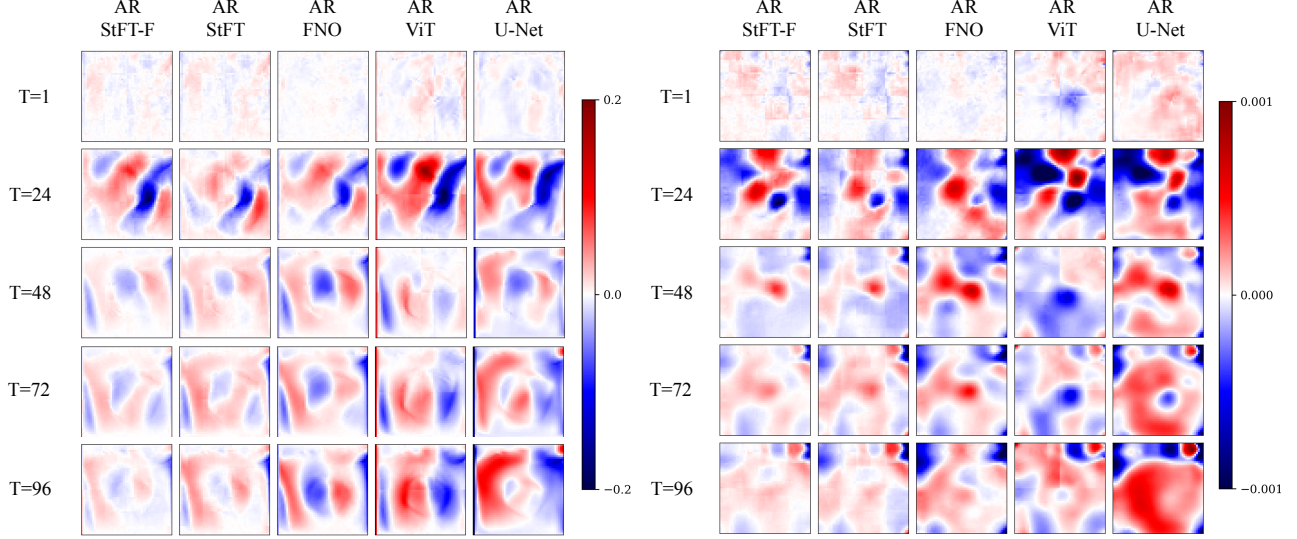 AR AR AR AR AR AR AR AR AR AR
StFT-F StFT FNO ViT U-Net StFT-F StFT FNO ViT U-Net
T=1 T=1
0.2 0.001
T=24 T=24
T=48 0.0 T=48 0.000
T=72 T=72
T=96 −0.2 T=96 −0.001